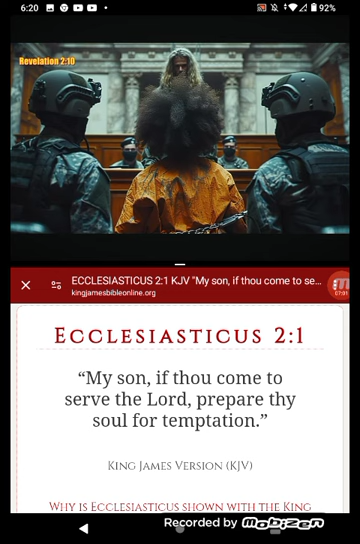 6:20
92%
Revelation 2:10
ECCLESIASTICUS 2:1 KJV "My son, if thou come to se...
kingjamesbibleonline.org
07:01
Ecclesiasticus 2:1
“My son, if thou come to
serve the Lord, prepare thy
soul for temptation.”
King James Version (KJV)
Why is Ecclesiasticus shown with the King
Recorded by mobizen